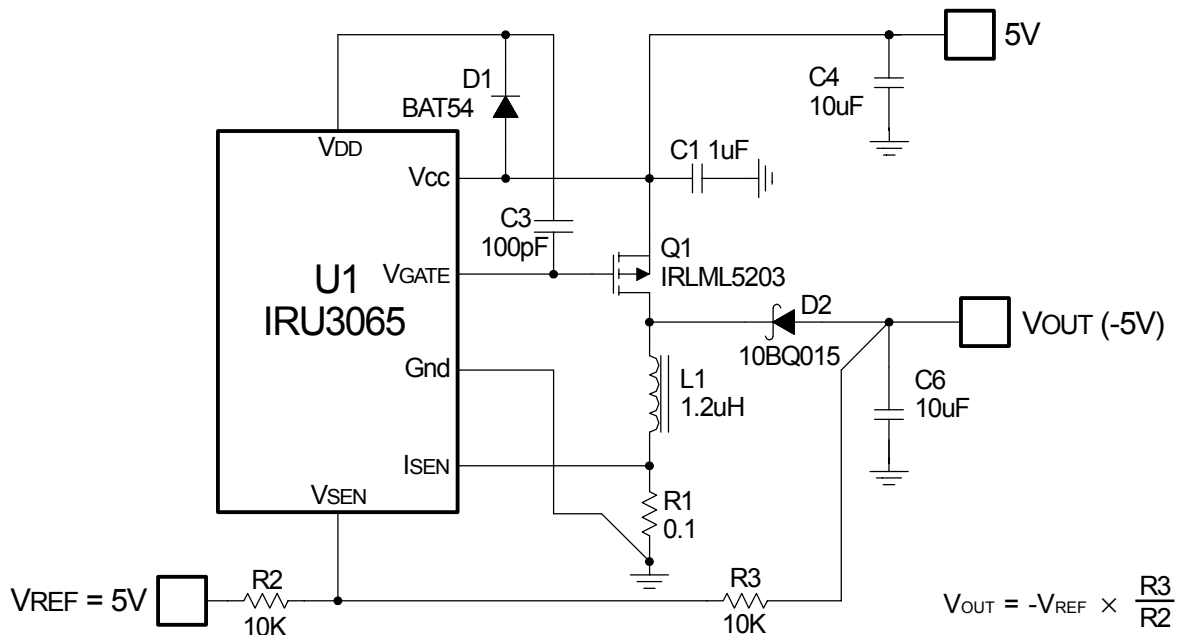 5V
D1
BAT54
C4
10uF
VDD
C1 1uF
Vcc
C3
100pF
Q1
IRLML5203
U1
IRU3065
VGATE
D2
10BQ015
VOUT (-5V)
Gnd
L1
1.2uH
C6
10uF
ISEN
R1
0.1
VSEN
VREF = 5V
R2
10K
R3
10K
VOUT = -VREF × R3
R2